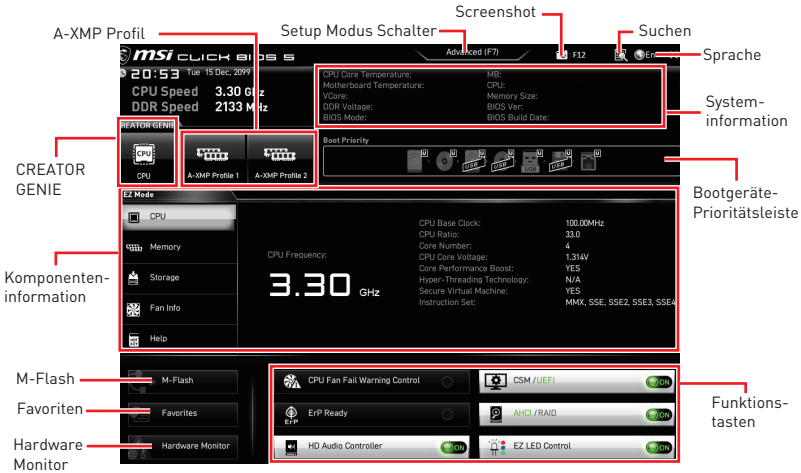 Screenshot
Setup Modus Schalter
Suchen
A-XMP Profil
Sprache
msi CLICK BIOS 5
Advanced (F7)
: F12
En
20:53 Tue 15 Dec, 2099
CPU Speed 3.30 GHz
DDR Speed 2133 MHz
CPU Core Temperature:
Motherboard Temperature:
VCore:
DDR Voltage:
BIOS Mode:
MB:
CPU:
Memory Size:
BIOS Ver:
BIOS Build Date:
System-
information
CREATOR GENIE
CPU
CPU
A-XMP Profile 1
A-XMP Profile 2
Boot Priority
U
U
U
USB
U
USB
U
USB
U
USB
U
CREATOR
GENIE
Bootgeräte-
Prioritätsleiste
EZ Mode
CPU
Memory
Storage
Fan Info
Help
CPU Frequency:
3.30 GHz
CPU Base Clock: 100.00MHz
CPU Ratio: 33.0
Core Number: 4
CPU Core Voltage: 1.314V
Core Performance Boost: YES
Hyper-Threading Technology: N/A
Secure Virtual Machine: YES
Instruction Set: MMX, SSE, SSE2, SSE3, SSE4
Komponenten-
information
M-Flash
Favoriten
Hardware
Monitor
M-Flash
Favorites
Hardware Monitor
CPU Fan Fail Warning Control
ErP
ErP Ready
HD Audio Controller ON
CSM /UEFI ON
AHCI /RAID ON
EZ LED Control ON
Funktions-
tasten